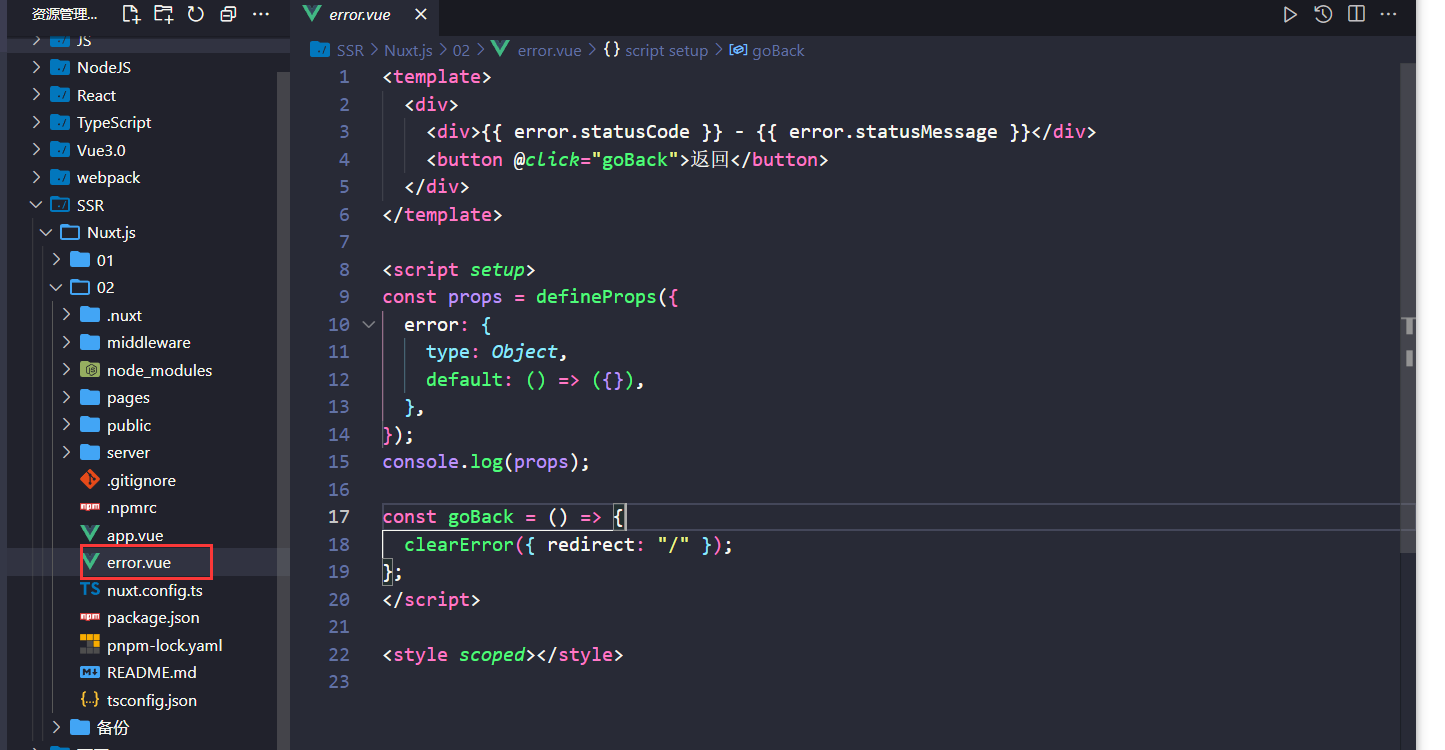 资源管理...
JS
NodeJS
React
TypeScript
Vue3.0
webpack
SSR
Nuxt.js
01
02
.nuxt
middleware
node_modules
pages
public
server
.gitignore
.npmrc
app.vue
error.vue
nuxt.config.ts
package.json
pnpm-lock.yaml
README.md
tsconfig.json
备份
error.vue
SSR > Nuxt.js > 02 > error.vue > {} script setup > goBack
1 <template>
2 <div>
3 <div>{{ error.statusCode }} - {{ error.statusMessage }}</div>
4 <button @click="goBack">返回</button>
5 </div>
6 </template>
7
8 <script setup>
9 const props = defineProps({
10 error: {
11 type: Object,
12 default: () => ({}),
13 },
14 });
15 console.log(props);
16
17 const goBack = () => {
18 clearError({ redirect: "/" });
19 };
20 </script>
21
22 <style scoped></style>
23